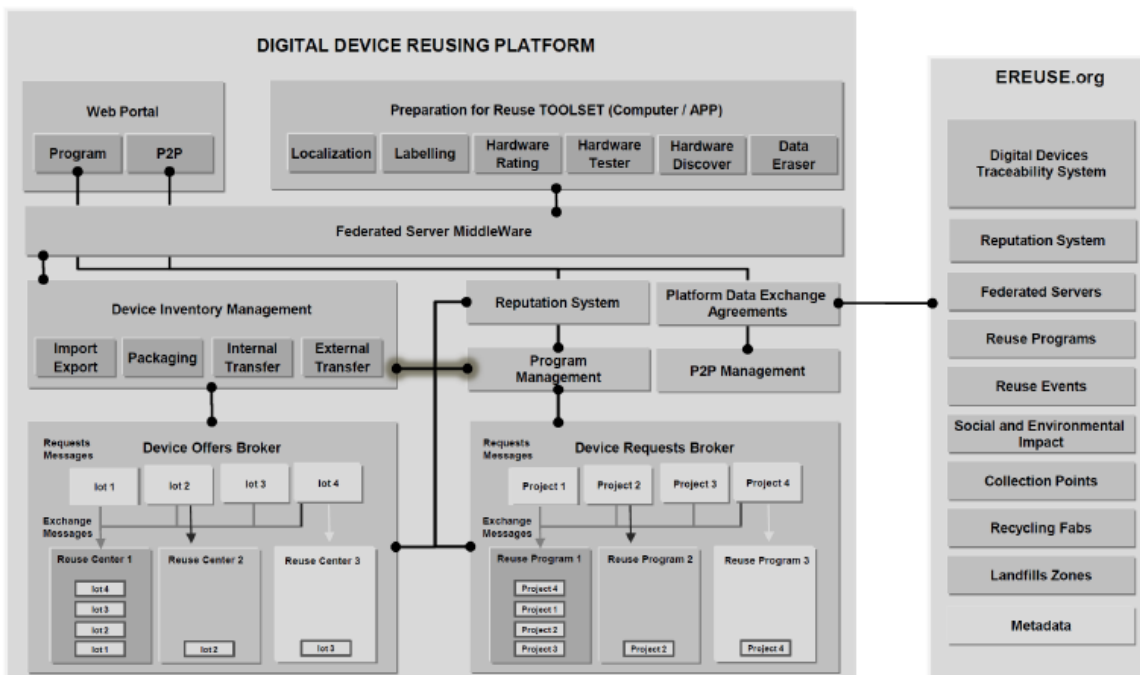 DIGITAL DEVICE REUSING PLATFORM
Web Portal
Program
P2P
Preparation for Reuse TOOLSET (Computer / APP)
Localization
Labelling
Hardware
Rating
Hardware
Tester
Hardware
Discover
Data
Eraser
Federated Server MiddleWare
Device Inventory Management
Import
Export
Packaging
Internal
Transfer
External
Transfer
Reputation System
Platform Data Exchange
Agreements
Program
Management
P2P Management
Requests
Messages
Device Offers Broker
lot 1
lot 2
lot 3
lot 4
Exchange
Messages
Reuse Center 1
lot 4
lot 3
lot 2
lot 1
Reuse Center 2
lot 2
Reuse Center 3
lot 3
Requests
Messages
Device Requests Broker
Project 1
Project 2
Project 3
Project 4
Exchange
Messages
Reuse Program 1
Project 4
Project 1
Project 2
Project 3
Reuse Program 2
Project 2
Reuse Program 3
Project 4
EREUSE.org
Digital Devices
Traceability System
Reputation System
Federated Servers
Reuse Programs
Reuse Events
Social and Environmental
Impact
Collection Points
Recycling Fabs
Landfills Zones
Metadata